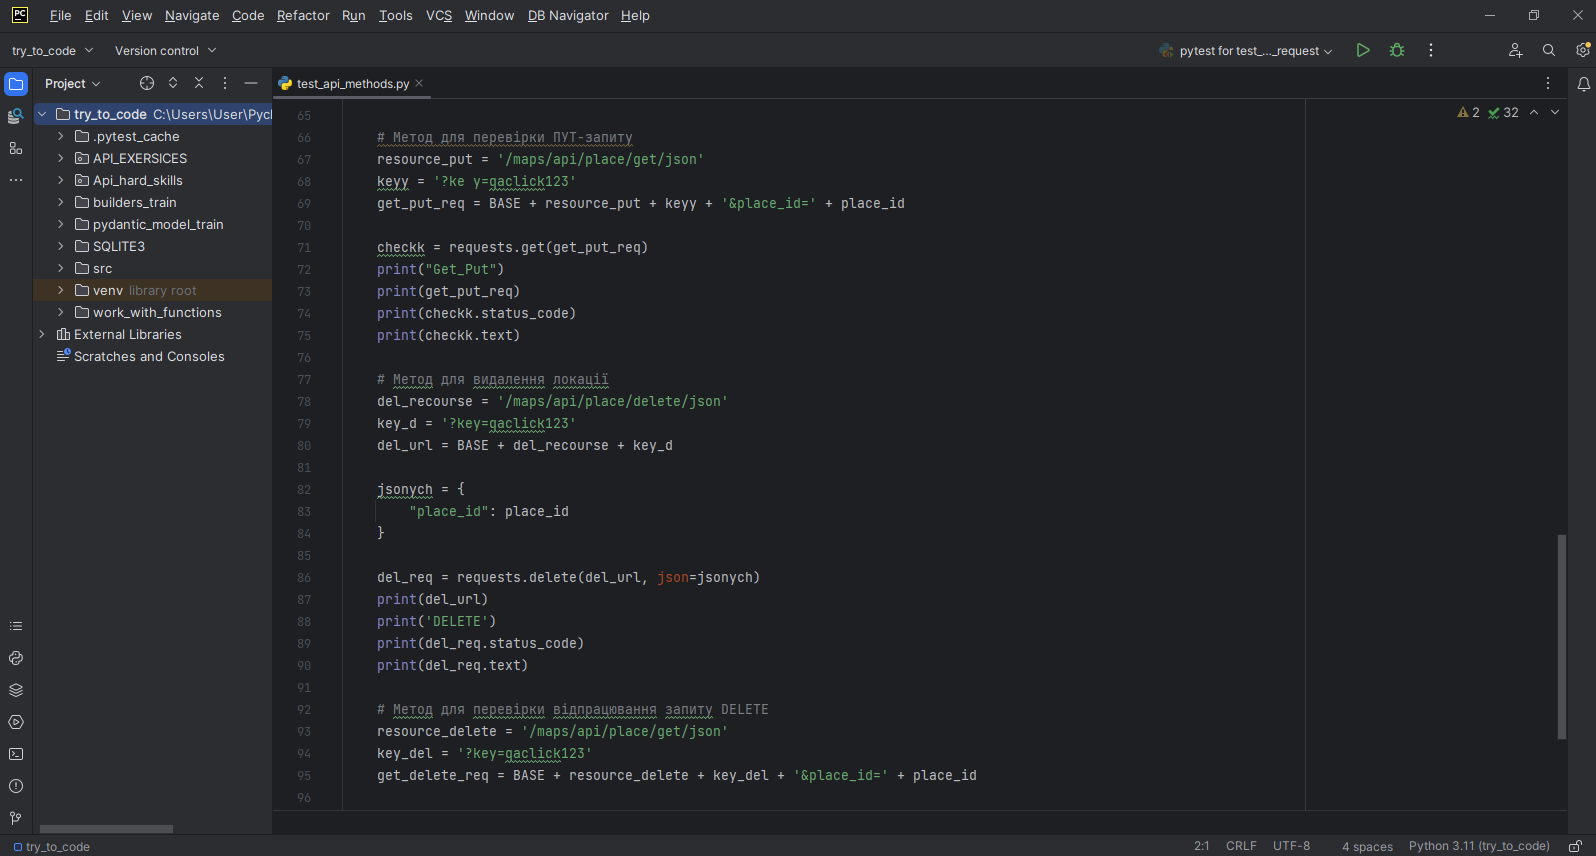 PC File Edit View Navigate Code Refactor Run Tools VCS Window DB Navigator Help
try_to_code Version control pytest for test_..._request
Project
test_api_methods.py
try_to_code C:\Users\User\Pycl
.pytest_cache
API_EXERSICES
Api_hard_skills
builders_train
pydantic_model_train
SQLITE3
src
venv library root
work_with_functions
External Libraries
Scratches and Consoles
2 32
65
66 # Метод для перевірки ПУТ-запиту
67 resource_put = '/maps/api/place/get/json'
68 keyy = '?ke y=qaclick123'
69 get_put_req = BASE + resource_put + keyy + '&place_id=' + place_id
70
71 checkk = requests.get(get_put_req)
72 print("Get_Put")
73 print(get_put_req)
74 print(checkk.status_code)
75 print(checkk.text)
76
77 # Метод для видалення локації
78 del_recourse = '/maps/api/place/delete/json'
79 key_d = '?key=qaclick123'
80 del_url = BASE + del_recourse + key_d
81
82 jsonych = {
83 "place_id": place_id
84 }
85
86 del_req = requests.delete(del_url, json=jsonych)
87 print(del_url)
88 print('DELETE')
89 print(del_req.status_code)
90 print(del_req.text)
91
92 # Метод для перевірки відпрацювання запиту DELETE
93 resource_delete = '/maps/api/place/get/json'
94 key_del = '?key=qaclick123'
95 get_delete_req = BASE + resource_delete + key_del + '&place_id=' + place_id
96
try_to_code 2:1 CRLF UTF-8 4 spaces Python 3.11 (try_to_code)